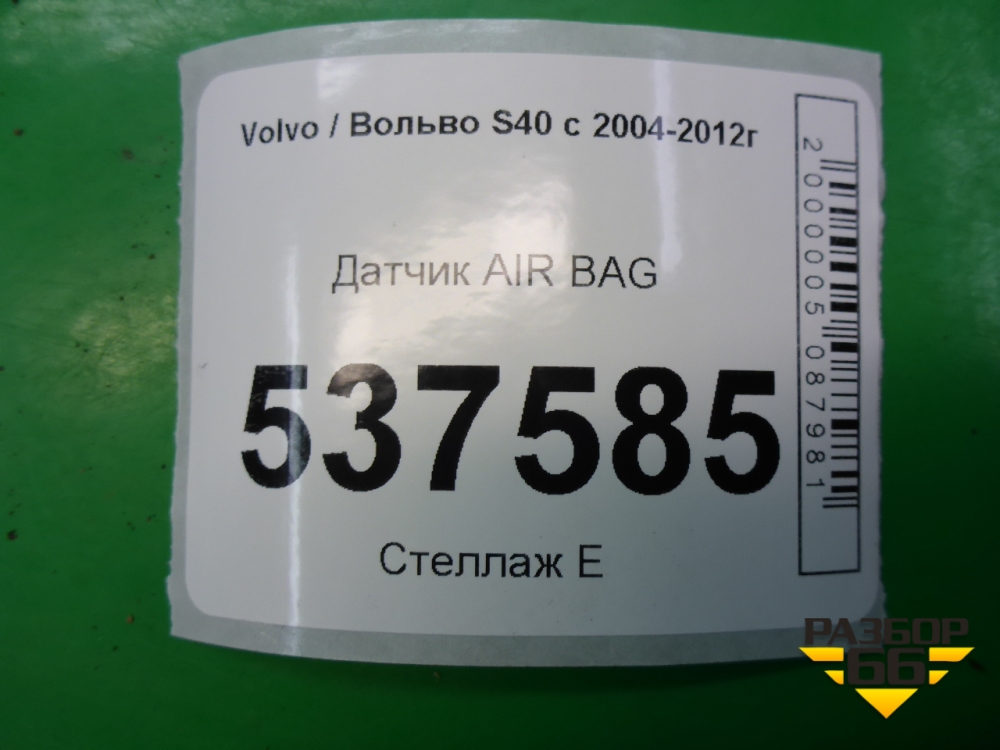 Volvo / Вольво S40 с 2004-2012г
Датчик AIR BAG
537585
Стеллаж Е
2000005087981
РАЗБОР
66